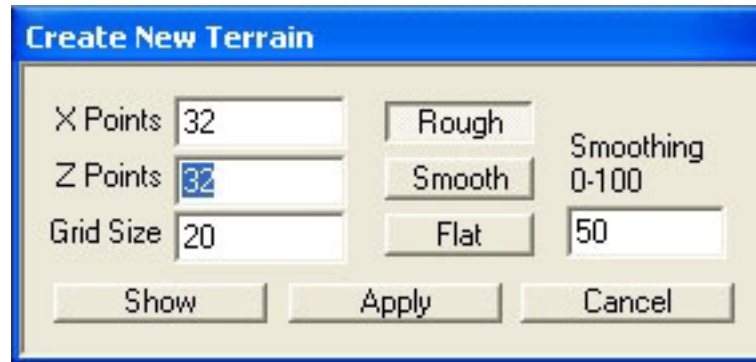 Create New Terrain
X Points 32 Rough
Smoothing
Z Points 32 Smooth 0-100
Grid Size 20 Flat 50
Show Apply Cancel